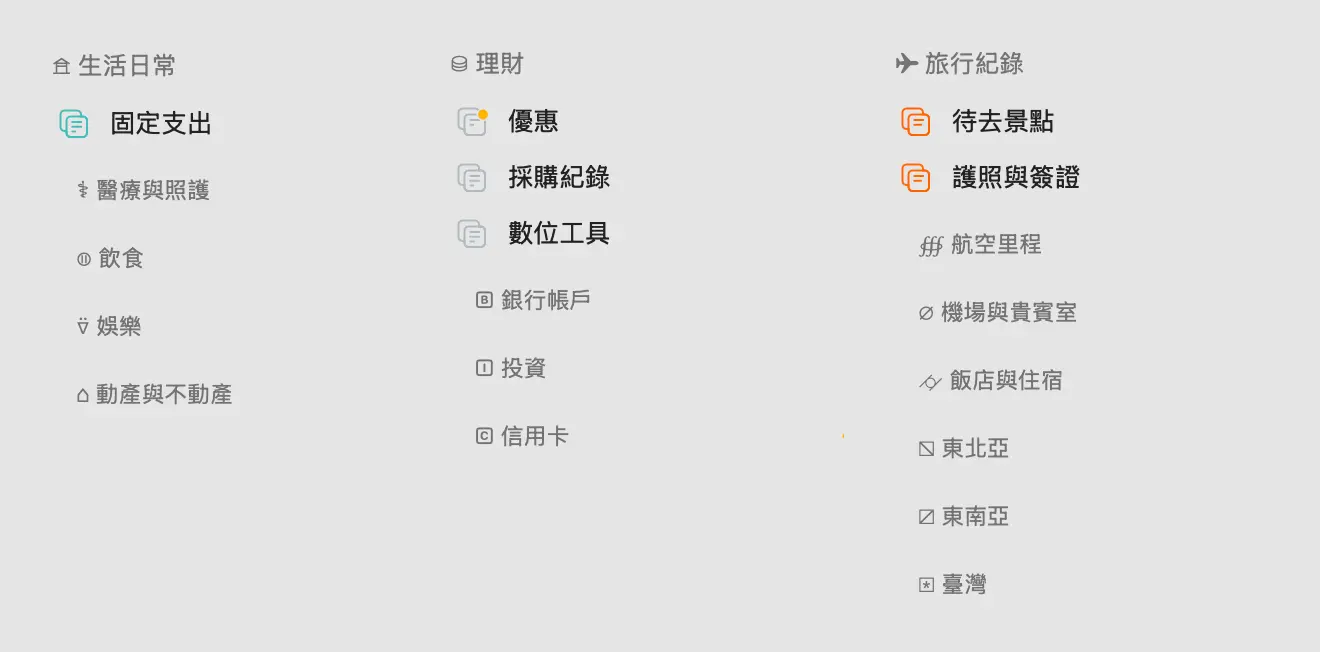 生活日常
固定支出
醫療與照護
飲食
娛樂
動產與不動產
理財
優惠
採購紀錄
數位工具
B 銀行帳戶
I 投資
C 信用卡
旅行紀錄
待去景點
護照與簽證
∰ 航空里程
∅ 機場與貴賓室
飯店與住宿
⍂ 東北亞
⍁ 東南亞
⍟ 臺灣